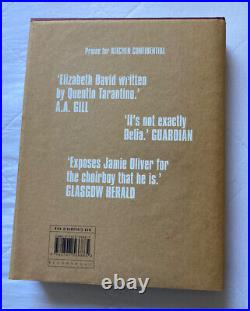 Praise for KITCHEN CONFIDENTIAL
'Elizabeth David written
by Quentin Tarantino.'
A.A. GILL
'It's not exactly
Delia.' GUARDIAN
'Exposes Jamie Oliver for
the choirboy that he is.'
GLASGOW HERALD